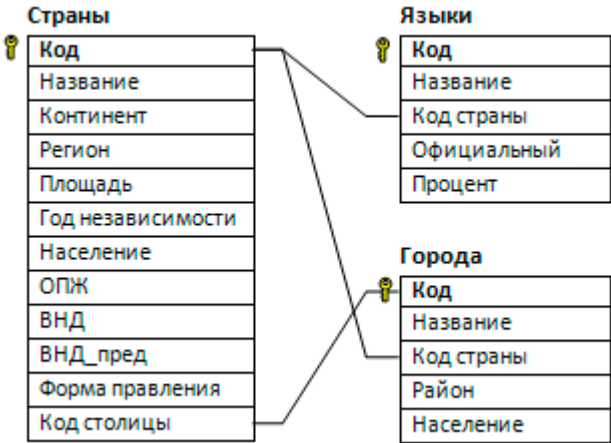 Страны
Код
Название
Континент
Регион
Площадь
Год независимости
Население
ОПЖ
ВНД
ВНД_пред
Форма правления
Код столицы
Языки
Код
Название
Код страны
Официальный
Процент
Города
Код
Название
Код страны
Район
Население